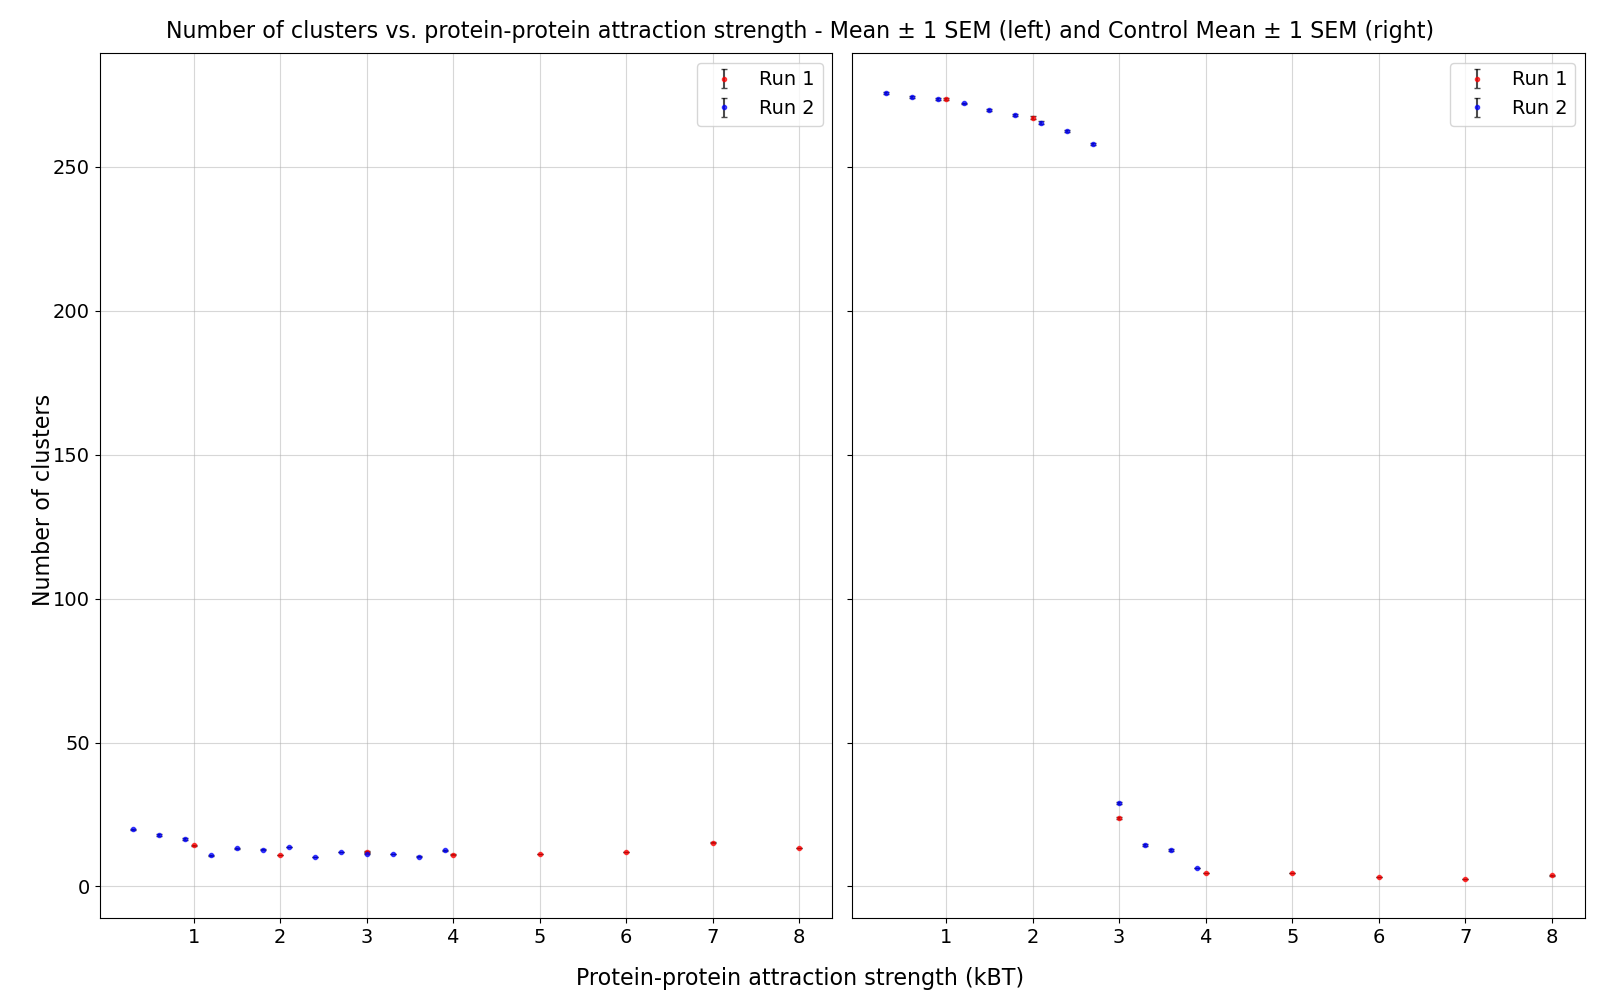 Number of clusters vs. protein-protein attraction strength - Mean ± 1 SEM (left) and Control Mean ± 1 SEM (right)
Number of clusters
250
200
150
100
50
0
Run 1
Run 2
1 2 3 4 5 6 7 8
Run 1
Run 2
1 2 3 4 5 6 7 8
Protein-protein attraction strength (kBT)